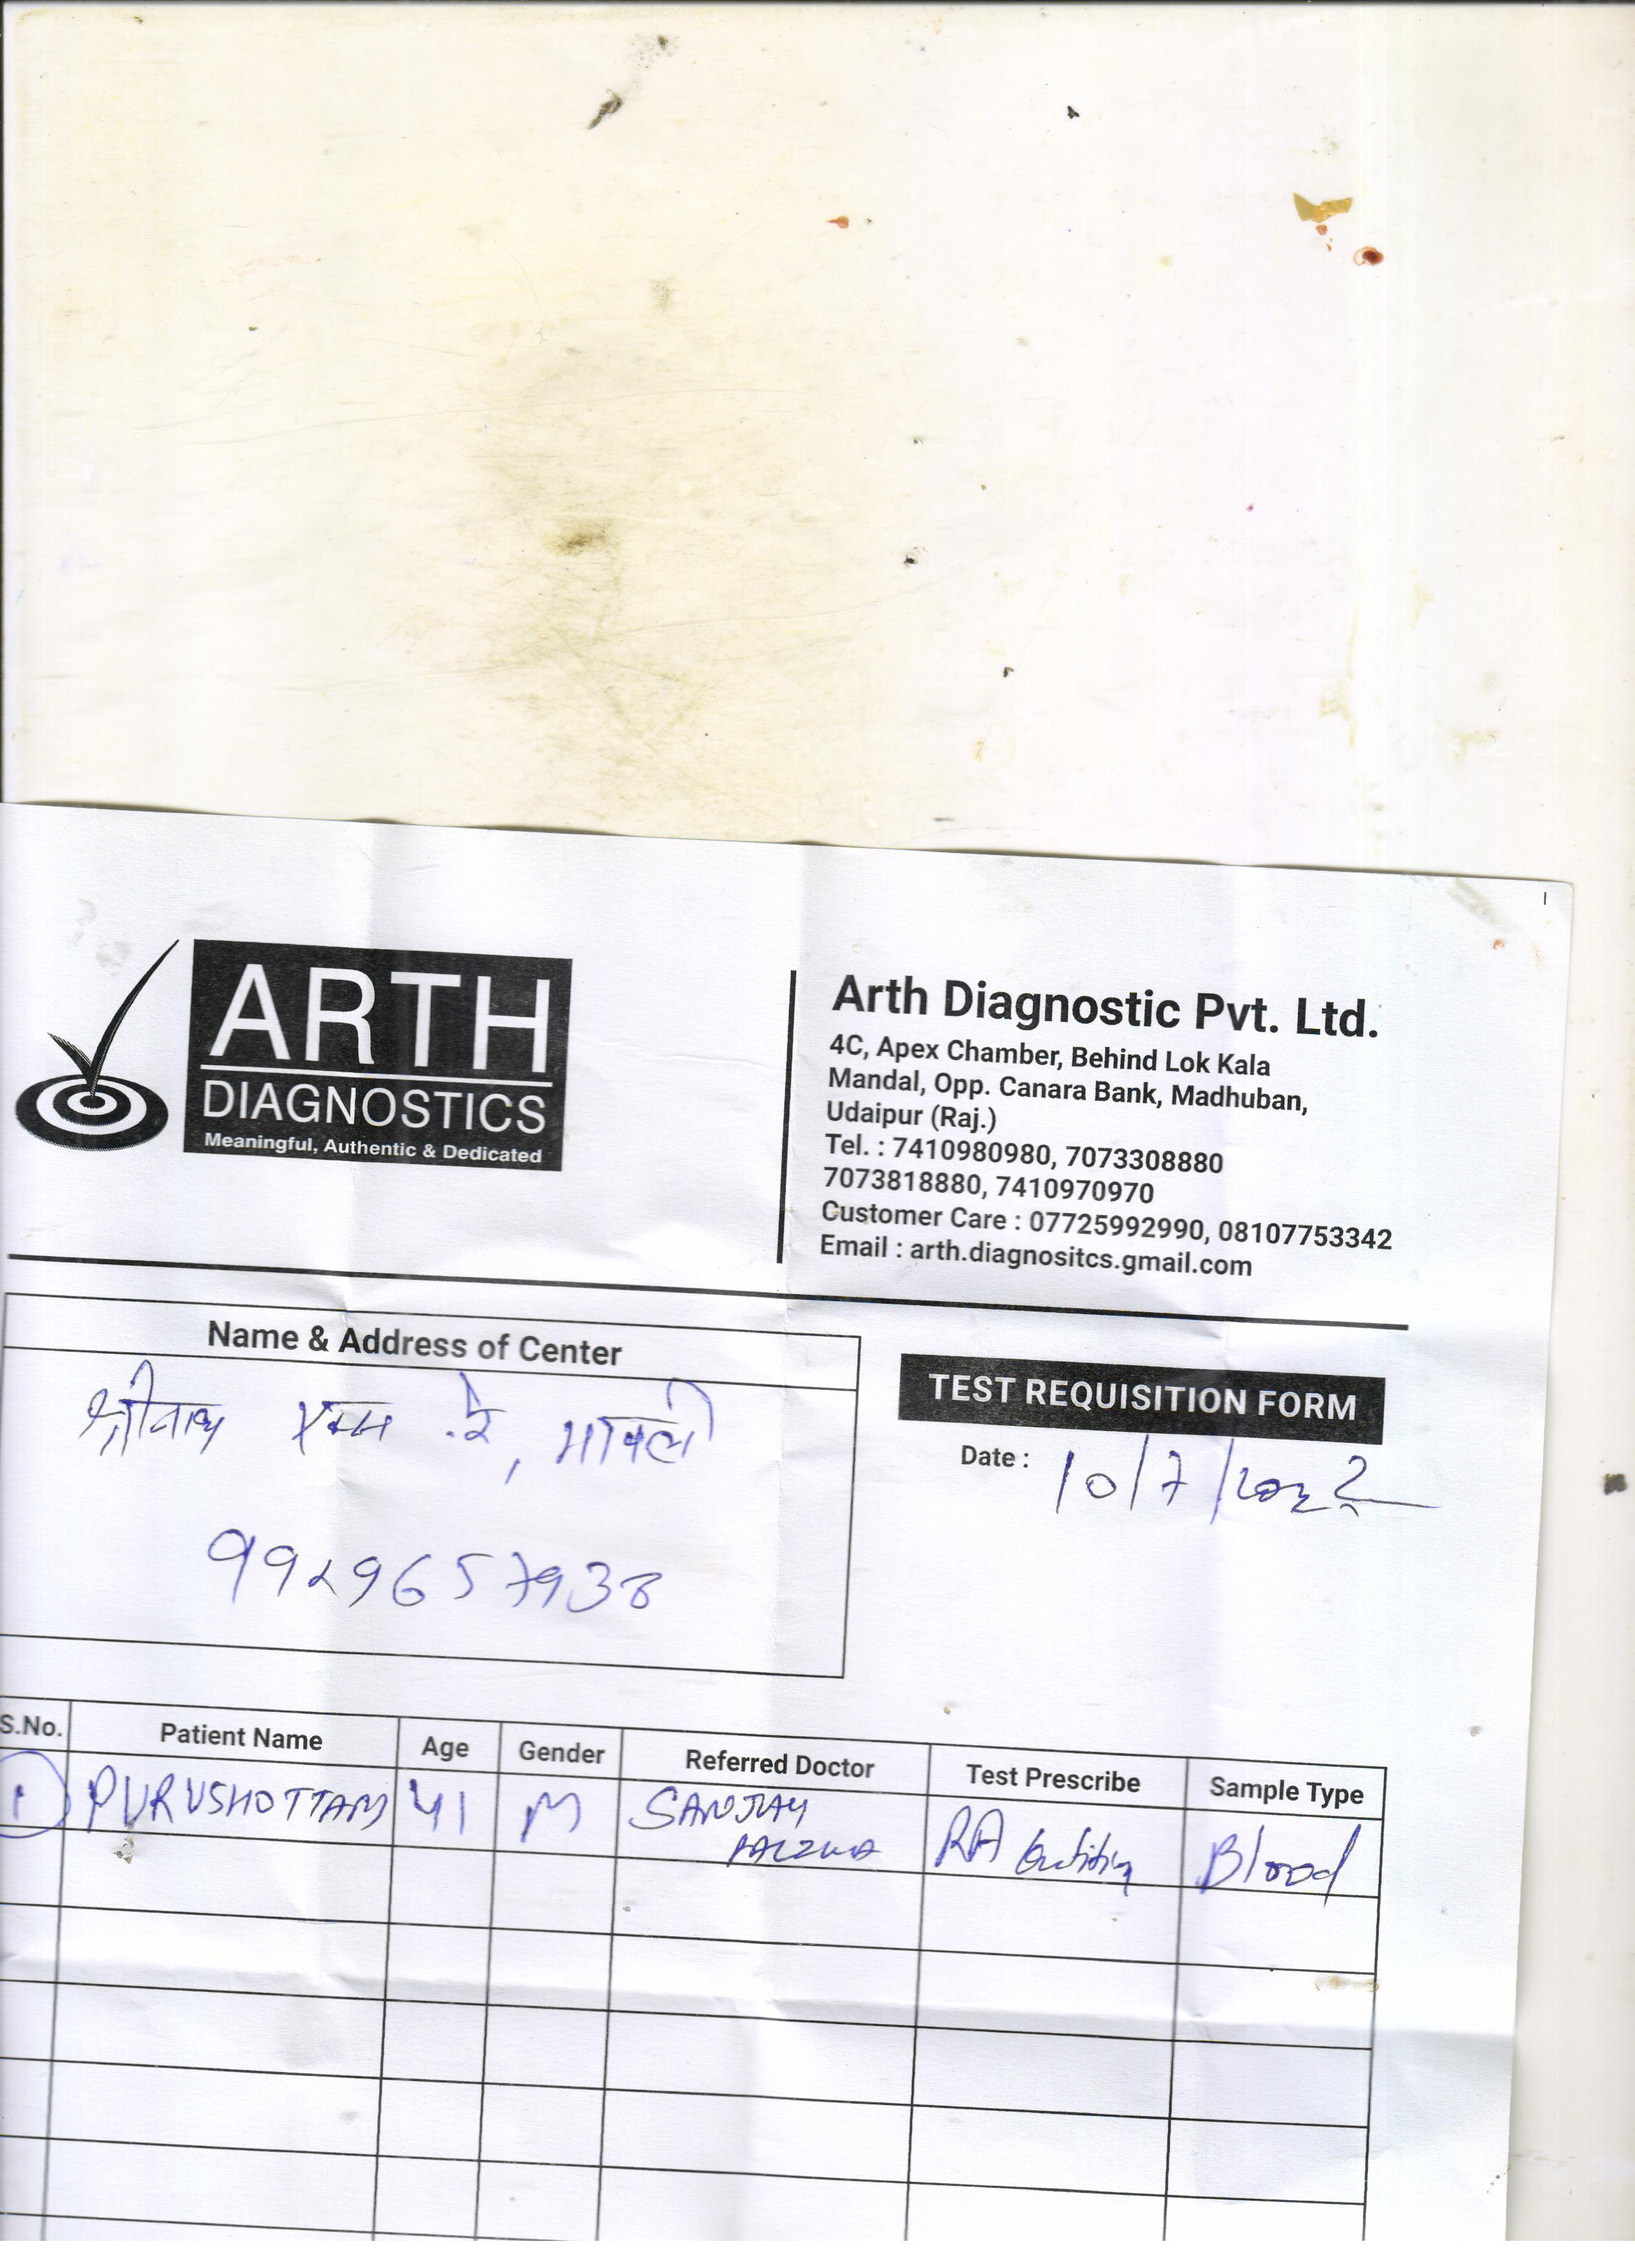 ARTH
DIAGNOSTICS
Meaningful, Authentic & Dedicated
Arth Diagnostic Pvt. Ltd.
4C, Apex Chamber, Behind Lok Kala
Mandal, Opp. Canara Bank, Madhuban,
Udaipur (Raj.)
Tel. : 7410980980, 7073308880
7073818880, 7410970970
Customer Care : 07725992990, 08107753342
Email : arth.diagnositcs.gmail.com
Name & Address of Center
श्रीनाथ एक्स रे, मावली
9929657938
TEST REQUISITION FORM
Date : 10/7/2022
S.No. Patient Name Age Gender Referred Doctor Test Prescribe Sample Type
1 PURUSHOTTAM 41 M SANJAY RA Blood